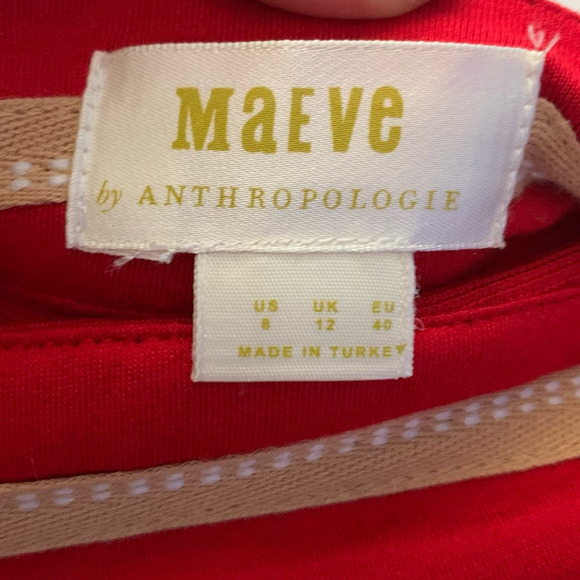 MaEVe
by ANTHROPOLOGIE
US UK EU
8 12 40
MADE IN TURKEY